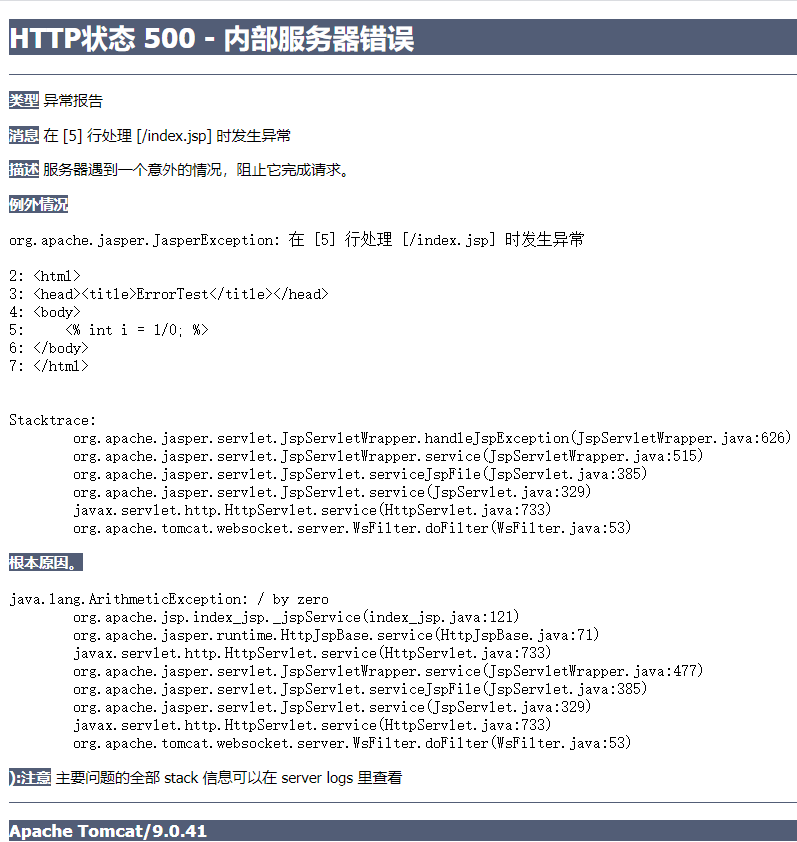 HTTP状态 500 - 内部服务器错误
类型 异常报告
消息 在 [5] 行处理 [/index.jsp] 时发生异常
描述 服务器遇到一个意外的情况，阻止它完成请求。
例外情况
org.apache.jasper.JasperException: 在 [5] 行处理 [/index.jsp] 时发生异常
2: <html>
3: <head><title>ErrorTest</title></head>
4: <body>
5:     <% int i = 1/0; %>
6: </body>
7: </html>
Stacktrace:
org.apache.jasper.servlet.JspServletWrapper.handleJspException(JspServletWrapper.java:626)
org.apache.jasper.servlet.JspServletWrapper.service(JspServletWrapper.java:515)
org.apache.jasper.servlet.JspServlet.serviceJspFile(JspServlet.java:385)
org.apache.jasper.servlet.JspServlet.service(JspServlet.java:329)
javax.servlet.http.HttpServlet.service(HttpServlet.java:733)
org.apache.tomcat.websocket.server.WsFilter.doFilter(WsFilter.java:53)
根本原因。
java.lang.ArithmeticException: / by zero
org.apache.jsp.index_jsp._jspService(index_jsp.java:121)
org.apache.jasper.runtime.HttpJspBase.service(HttpJspBase.java:71)
javax.servlet.http.HttpServlet.service(HttpServlet.java:733)
org.apache.jasper.servlet.JspServletWrapper.service(JspServletWrapper.java:477)
org.apache.jasper.servlet.JspServlet.serviceJspFile(JspServlet.java:385)
org.apache.jasper.servlet.JspServlet.service(JspServlet.java:329)
javax.servlet.http.HttpServlet.service(HttpServlet.java:733)
org.apache.tomcat.websocket.server.WsFilter.doFilter(WsFilter.java:53)
):注意 主要问题的全部 stack 信息可以在 server logs 里查看
Apache Tomcat/9.0.41